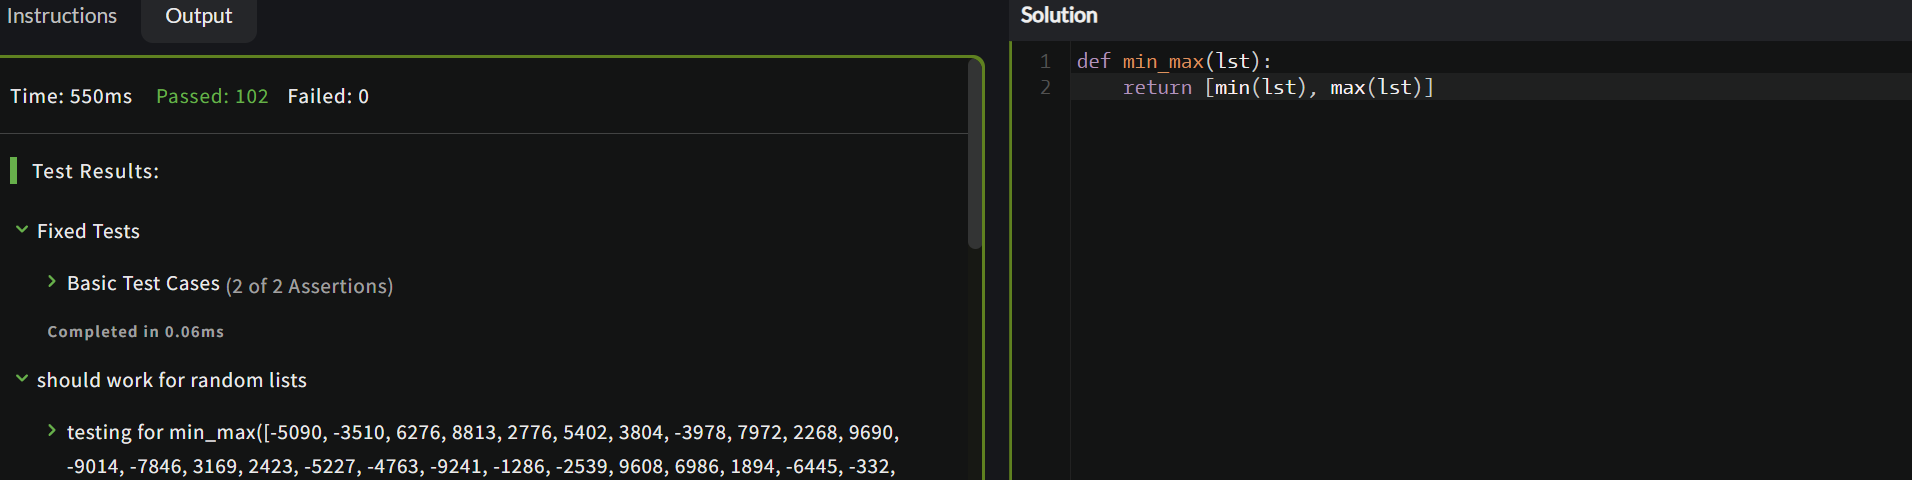 Instructions
Output
Time: 550ms Passed: 102 Failed: 0
Test Results:
Fixed Tests
Basic Test Cases (2 of 2 Assertions)
Completed in 0.06ms
should work for random lists
testing for min_max([-5090, -3510, 6276, 8813, 2776, 5402, 3804, -3978, 7972, 2268, 9690,
-9014, -7846, 3169, 2423, -5227, -4763, -9241, -1286, -2539, 9608, 6986, 1894, -6445, -332,
Solution
1 def min_max(lst):
2     return [min(lst), max(lst)]